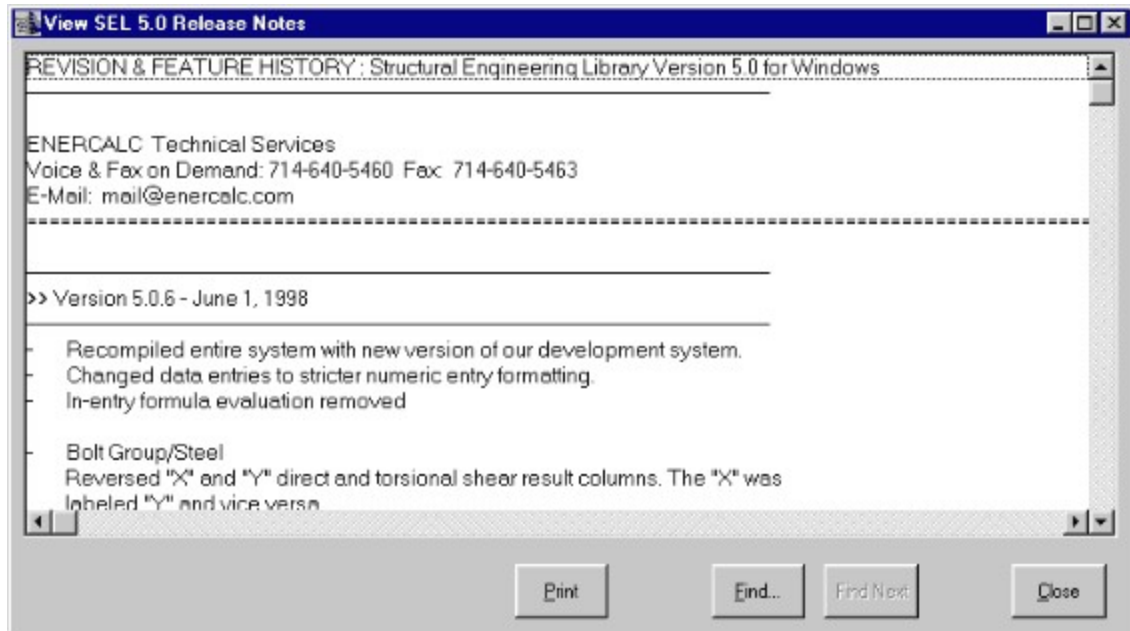 View SEL 5.0 Release Notes
REVISION & FEATURE HISTORY : Structural Engineering Library Version 5.0 for Windows
ENERCALC Technical Services
Voice & Fax on Demand: 714-640-5460 Fax: 714-640-5463
E-Mail: mail@enercalc.com
>> Version 5.0.6 - June 1, 1998
- Recompiled entire system with new version of our development system.
- Changed data entries to stricter numeric entry formatting.
- In-entry formula evaluation removed
- Bolt Group/Steel
Reversed "X" and "Y" direct and torsional shear result columns. The "X" was
labeled "Y" and vice versa
Print Find... Find Next Close